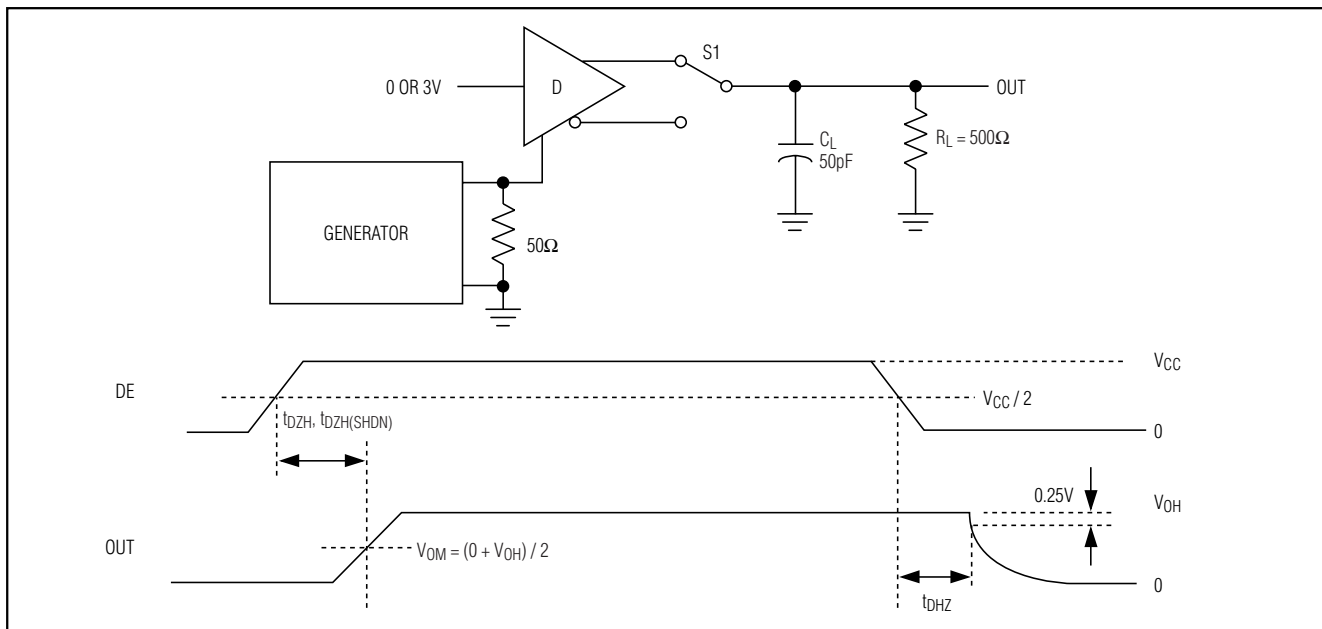 S1
0 OR 3V
D
OUT
C_L
50pF
R_L = 500Ω
GENERATOR
50Ω
DE
V_CC
V_CC / 2
t_DZH, t_DZH(SHDN)
0
0.25V
V_OH
OUT
V_OM = (0 + V_OH) / 2
0
t_DHZ